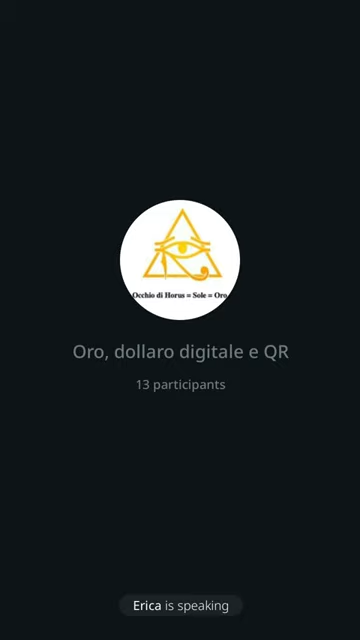 Occhio di Horus = Sole = Oro
Oro, dollaro digitale e QR
13 participants
Erica is speaking